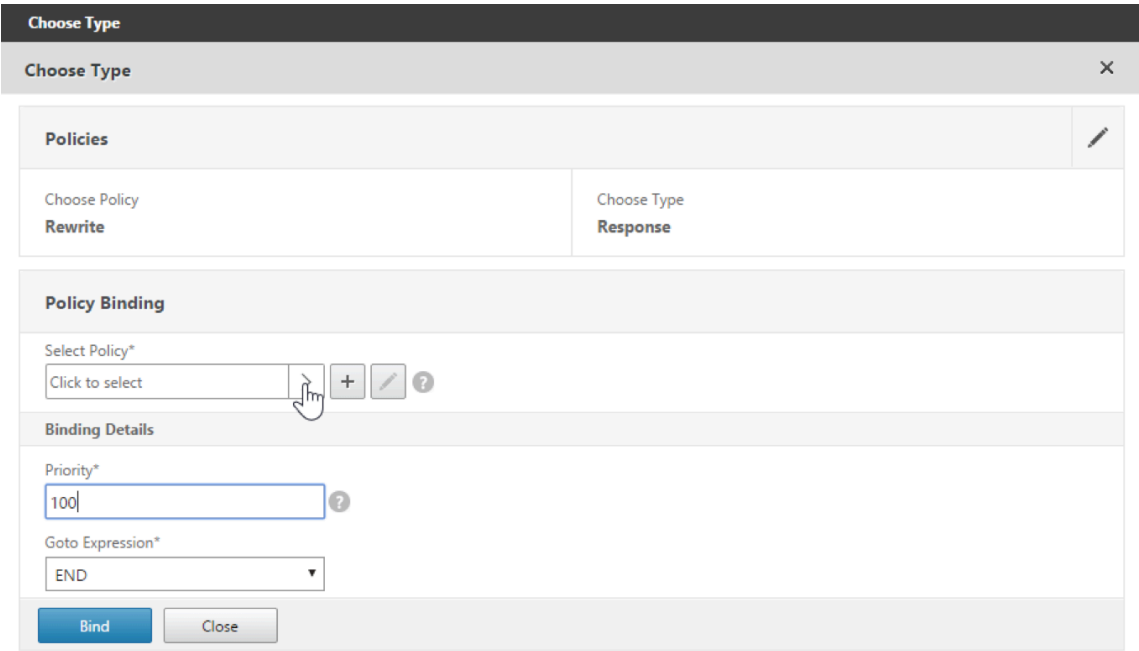 Choose Type
Choose Type
Policies
Choose Policy
Rewrite
Choose Type
Response
Policy Binding
Select Policy*
Click to select
+
?
Binding Details
Priority*
100
?
Goto Expression*
END
Bind
Close